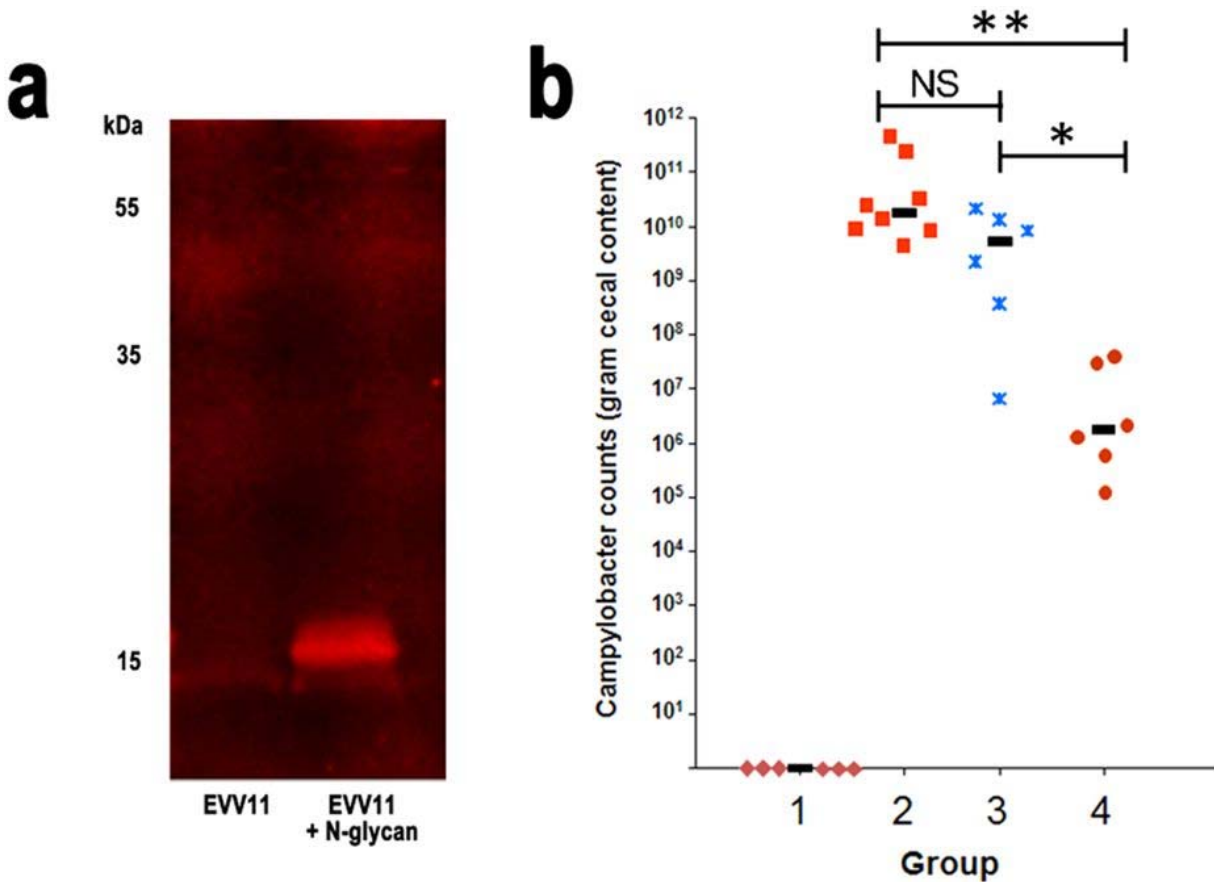 a
kDa
55
35
15
EVV11
EVV11
+ N-glycan
b
**
NS
*
Campylobacter counts (gram cecal content)
10¹²
10¹¹
10¹⁰
10⁹
10⁸
10⁷
10⁶
10⁵
10⁴
10³
10²
10¹
1 2 3 4
Group